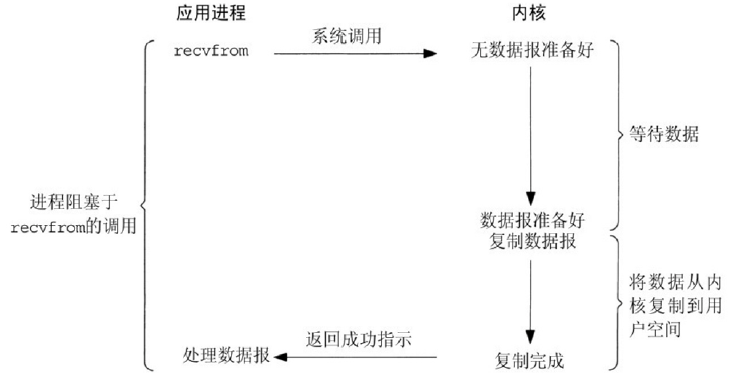 应用进程
内核
recvfrom
系统调用
无数据报准备好
等待数据
进程阻塞于
recvfrom的调用
数据报准备好
复制数据报
将数据从内
核复制到用
户空间
处理数据报
返回成功指示
复制完成